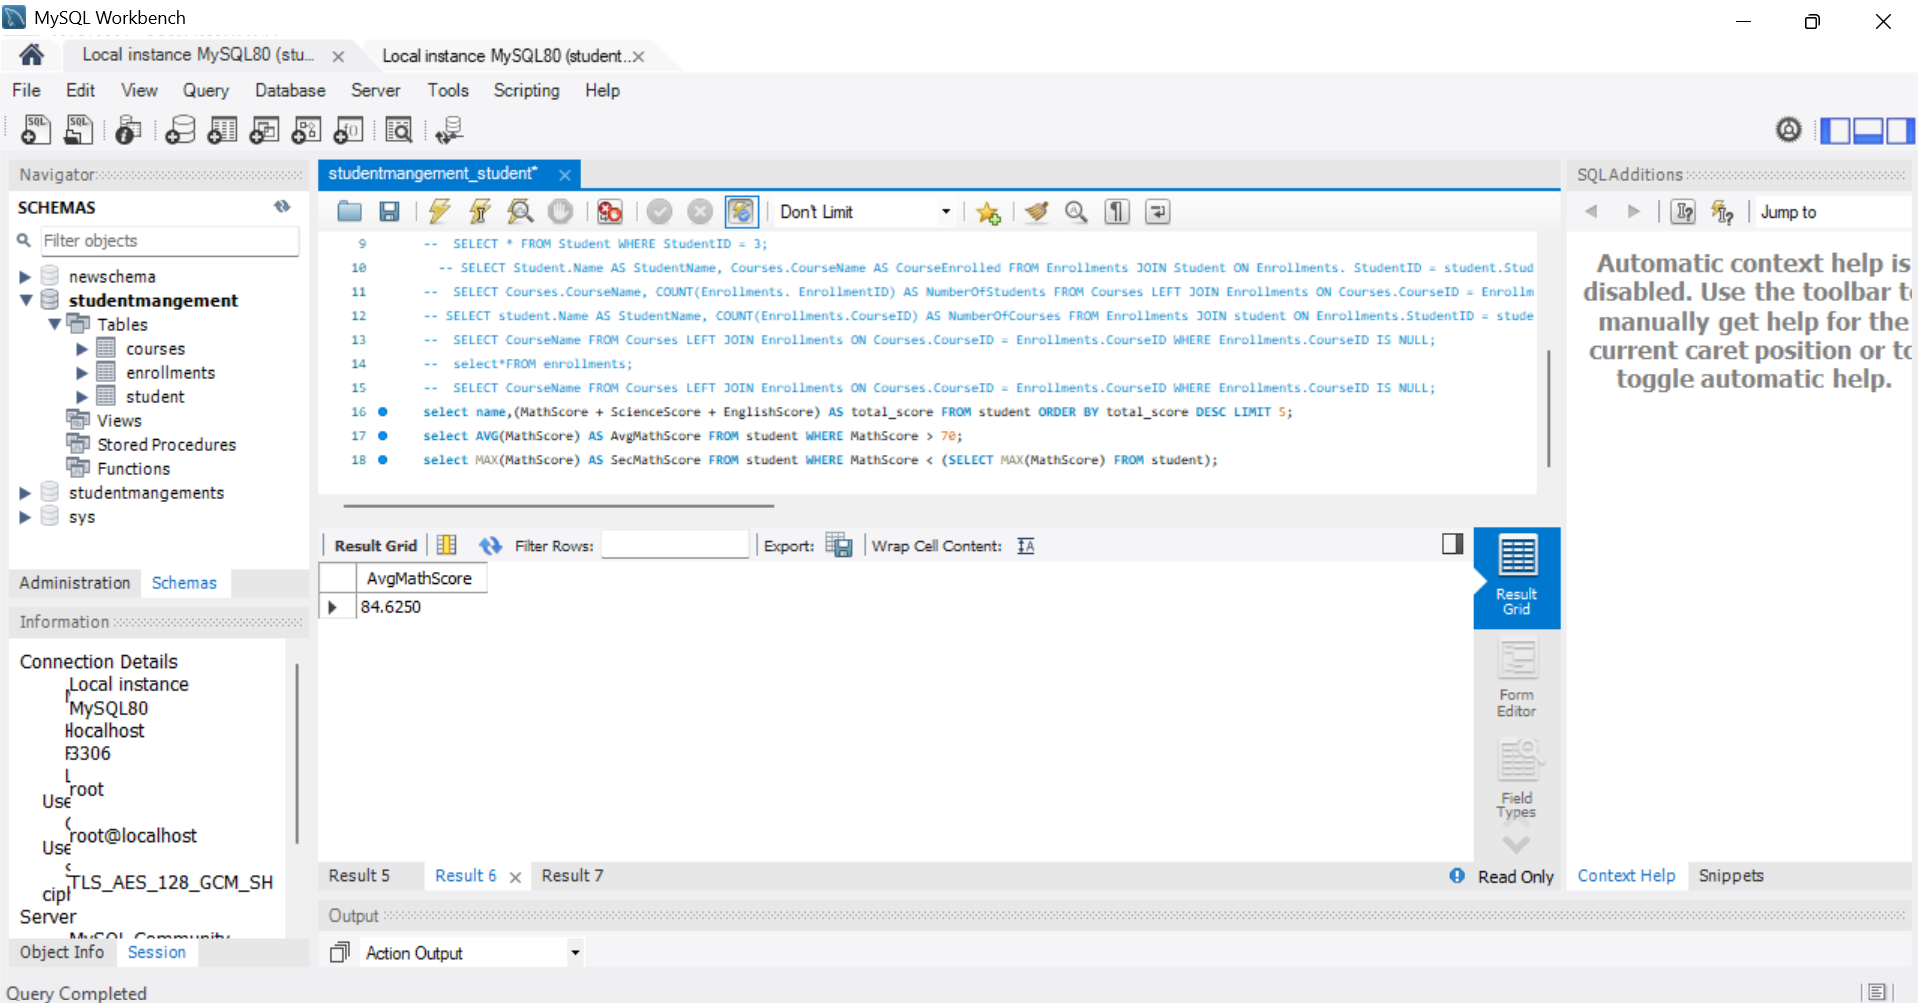 MySQL Workbench
Local instance MySQL80 (stu...
Local instance MySQL80 (student...
File Edit View Query Database Server Tools Scripting Help
Navigator
SCHEMAS
Filter objects
newschema
studentmangement
Tables
courses
enrollments
student
Views
Stored Procedures
Functions
studentmangements
sys
Administration Schemas
Information
Connection Details
Local instance
MySQL80
localhost
3306
root
Use
root@localhost
Use
TLS_AES_128_GCM_SH
ciph
Server
MySQL Community
Object Info Session
Query Completed
studentmangement_student*
Don't Limit
9 -- SELECT * FROM Student WHERE StudentID = 3;
10 -- SELECT Student.Name AS StudentName, Courses.CourseName AS CourseEnrolled FROM Enrollments JOIN Student ON Enrollments. StudentID = student.Stud
11 -- SELECT Courses.CourseName, COUNT(Enrollments. EnrollmentID) AS NumberOfStudents FROM Courses LEFT JOIN Enrollments ON Courses.CourseID = Enrollm
12 -- SELECT student.Name AS StudentName, COUNT(Enrollments.CourseID) AS NumberOfCourses FROM Enrollments JOIN student ON Enrollments.StudentID = stude
13 -- SELECT CourseName FROM Courses LEFT JOIN Enrollments ON Courses.CourseID = Enrollments.CourseID WHERE Enrollments.CourseID IS NULL;
14 -- select*FROM enrollments;
15 -- SELECT CourseName FROM Courses LEFT JOIN Enrollments ON Courses.CourseID = Enrollments.CourseID WHERE Enrollments.CourseID IS NULL;
16 select name,(MathScore + ScienceScore + EnglishScore) AS total_score FROM student ORDER BY total_score DESC LIMIT 5;
17 select AVG(MathScore) AS AvgMathScore FROM student WHERE MathScore > 70;
18 select MAX(MathScore) AS SecMathScore FROM student WHERE MathScore < (SELECT MAX(MathScore) FROM student);
Result Grid Filter Rows: Export: Wrap Cell Content:
AvgMathScore
84.6250
Result
Grid
Form
Editor
Field
Types
Result 5 Result 6 Result 7
Read Only
Output
Action Output
SQLAdditions
Jump to
Automatic context help is
disabled. Use the toolbar to
manually get help for the
current caret position or to
toggle automatic help.
Context Help Snippets